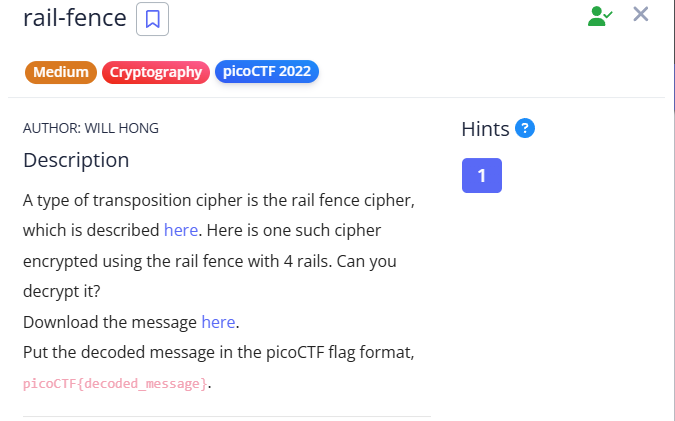 rail-fence
Medium
Cryptography
picoCTF 2022
AUTHOR: WILL HONG
Description
A type of transposition cipher is the rail fence cipher,
which is described here. Here is one such cipher
encrypted using the rail fence with 4 rails. Can you
decrypt it?
Download the message here.
Put the decoded message in the picoCTF flag format,
picoCTF{decoded_message}.
Hints ?
1